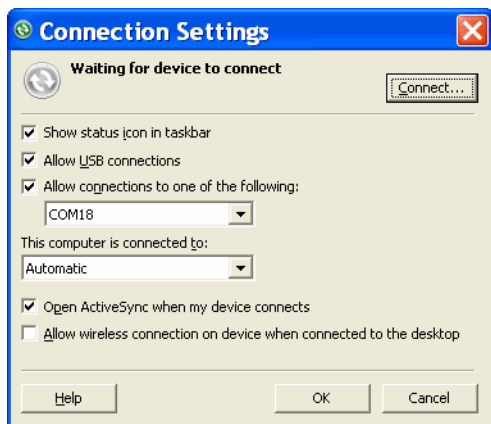 Connection Settings
Waiting for device to connect
Connect...
Show status icon in taskbar
Allow USB connections
Allow connections to one of the following:
COM18
This computer is connected to:
Automatic
Open ActiveSync when my device connects
Allow wireless connection on device when connected to the desktop
Help OK Cancel